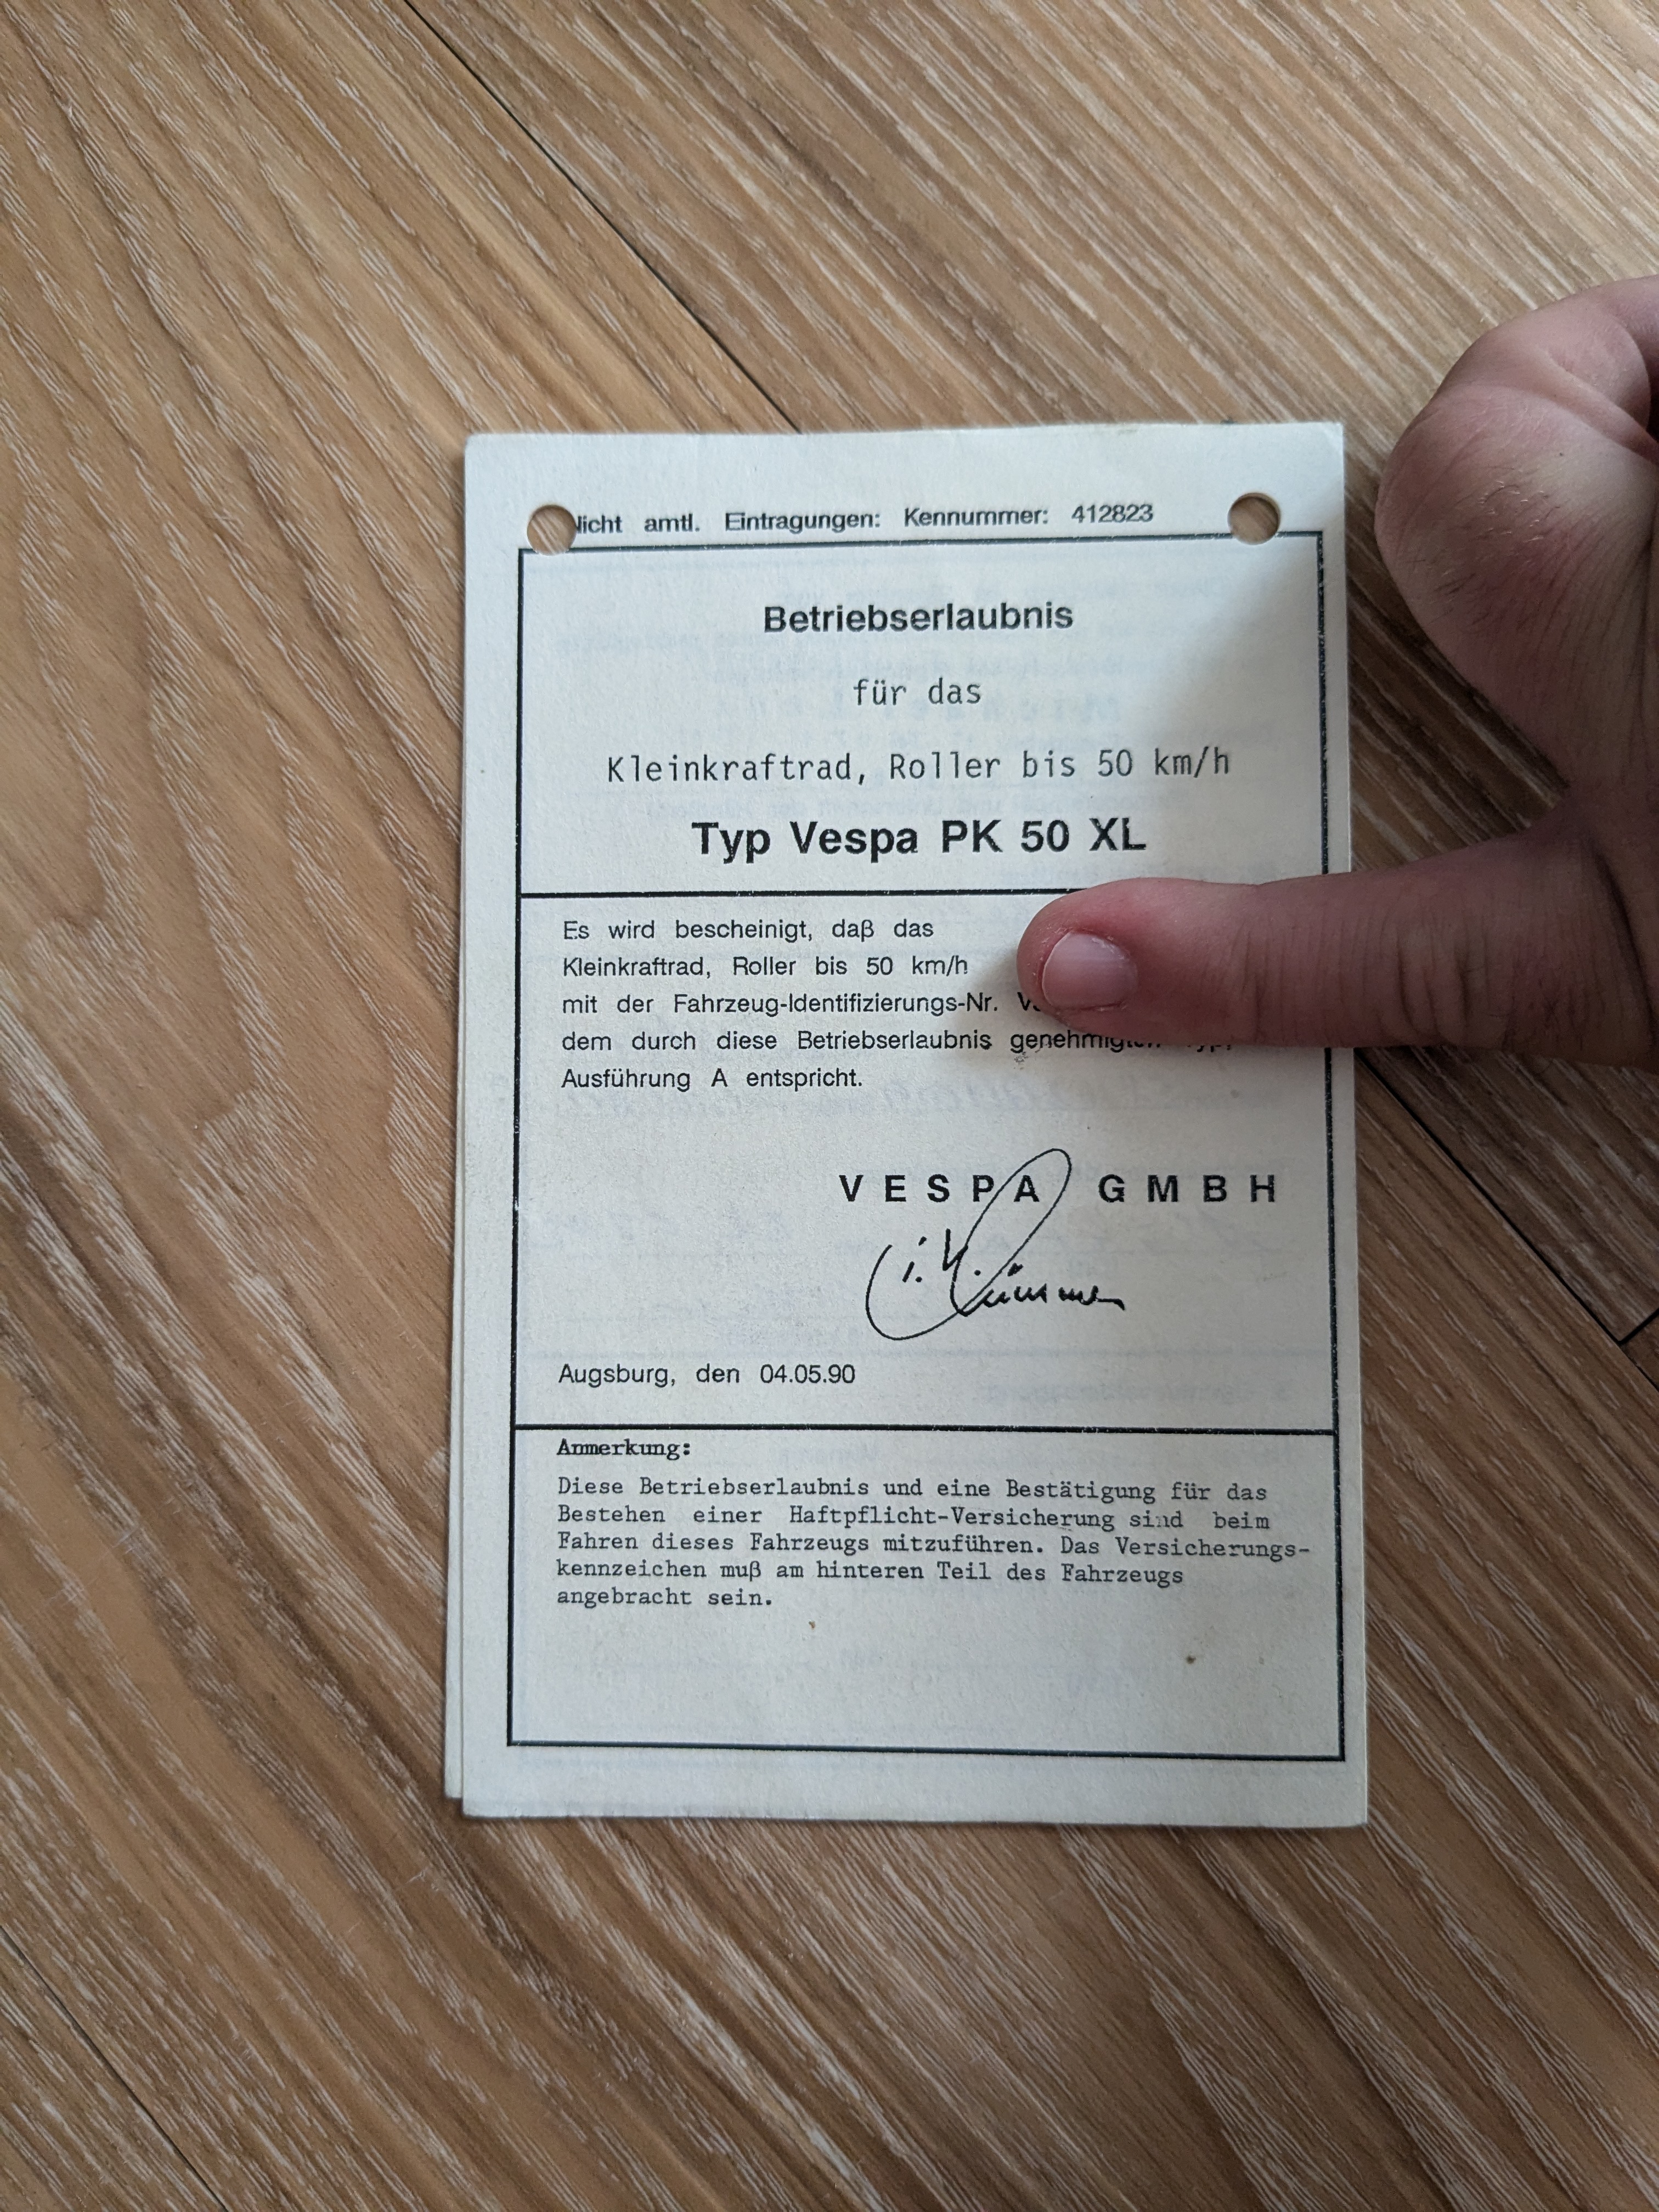 Nicht amtl. Eintragungen: Kennummer: 412823
Betriebserlaubnis
für das
Kleinkraftrad, Roller bis 50 km/h
Typ Vespa PK 50 XL
Es wird bescheinigt, daß das
Kleinkraftrad, Roller bis 50 km/h
mit der Fahrzeug-Identifizierungs-Nr.
dem durch diese Betriebserlaubnis genehmigten Typ,
Ausführung A entspricht.
VESPA GMBH
Augsburg, den 04.05.90
Anmerkung:
Diese Betriebserlaubnis und eine Bestätigung für das
Bestehen einer Haftpflicht-Versicherung sind beim
Fahren dieses Fahrzeugs mitzuführen. Das Versicherungs-
kennzeichen muß am hinteren Teil des Fahrzeugs
angebracht sein.